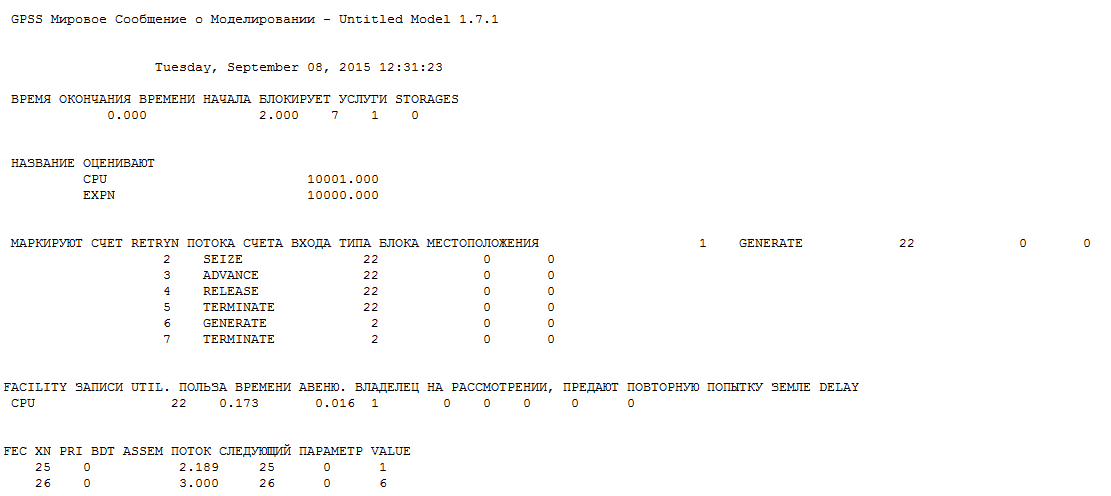 GPSS Мировое Сообщение о Моделировании - Untitled Model 1.7.1
Tuesday, September 08, 2015 12:31:23
ВРЕМЯ ОКОНЧАНИЯ ВРЕМЕНИ НАЧАЛА БЛОКИРУЕТ УСЛУГИ STORAGES
0.000 2.000 7 1 0
НАЗВАНИЕ ОЦЕНИВАЮТ
CPU 10001.000
EXPN 10000.000
МАРКИРУЮТ СЧЕТ RETRYN ПОТОКА СЧЕТА ВХОДА ТИПА БЛОКА МЕСТОПОЛОЖЕНИЯ 1 GENERATE 22 0 0
2 SEIZE 22 0 0
3 ADVANCE 22 0 0
4 RELEASE 22 0 0
5 TERMINATE 22 0 0
6 GENERATE 2 0 0
7 TERMINATE 2 0 0
FACILITY ЗАПИСИ UTIL. ПОЛЬЗА ВРЕМЕНИ АВЕНЮ. ВЛАДЕЛЕЦ НА РАССМОТРЕНИИ, ПРЕДАЮТ ПОВТОРНУЮ ПОПЫТКУ ЗЕМЛЕ DELAY
CPU 22 0.173 0.016 1 0 0 0 0 0
FEC XN PRI BDT ASSEM ПОТОК СЛЕДУЮЩИЙ ПАРАМЕТР VALUE
25 0 2.189 25 0 1
26 0 3.000 26 0 6